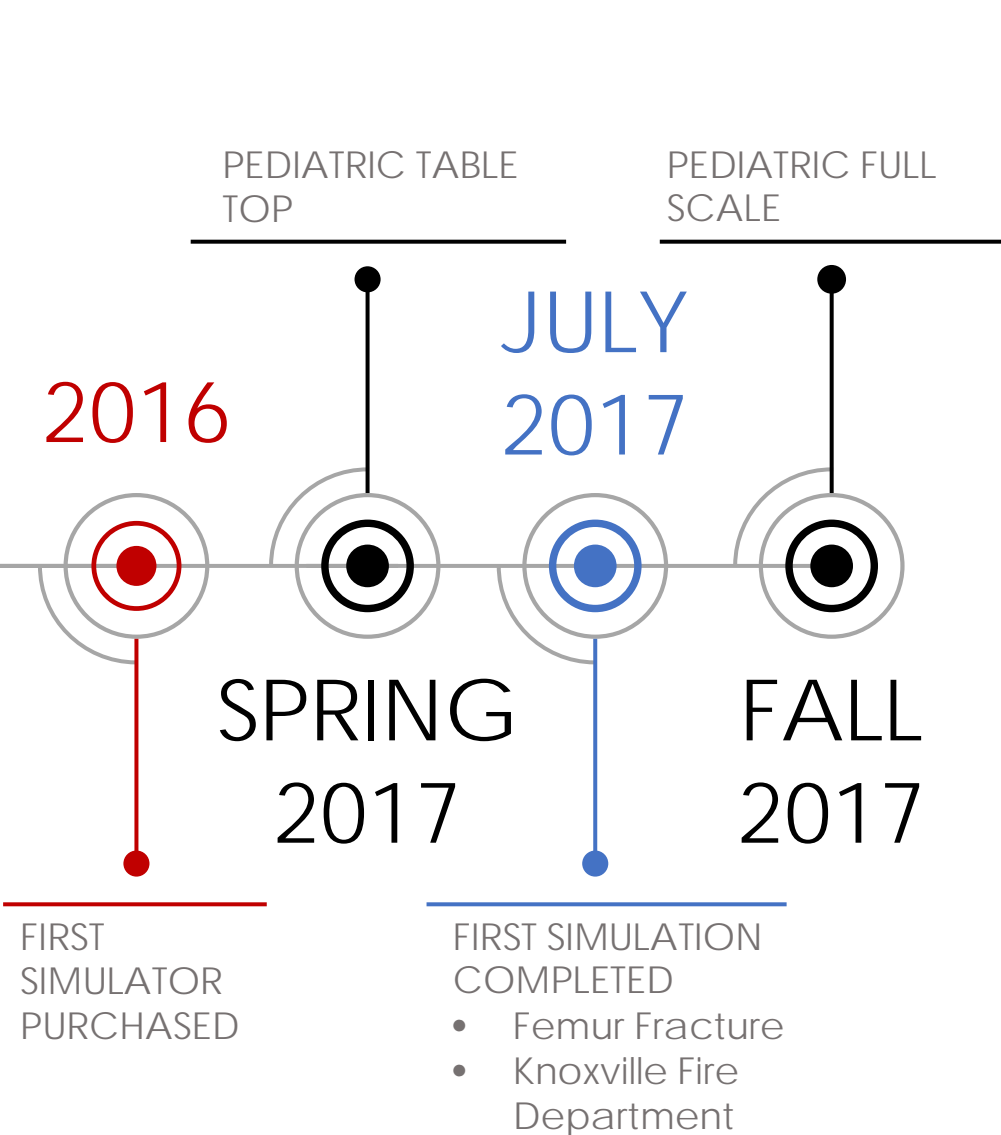 PEDIATRIC TABLE
TOP
PEDIATRIC FULL
SCALE
2016
JULY
2017
SPRING
2017
FALL
2017
FIRST
SIMULATOR
PURCHASED
FIRST SIMULATION
COMPLETED
• Femur Fracture
• Knoxville Fire
Department